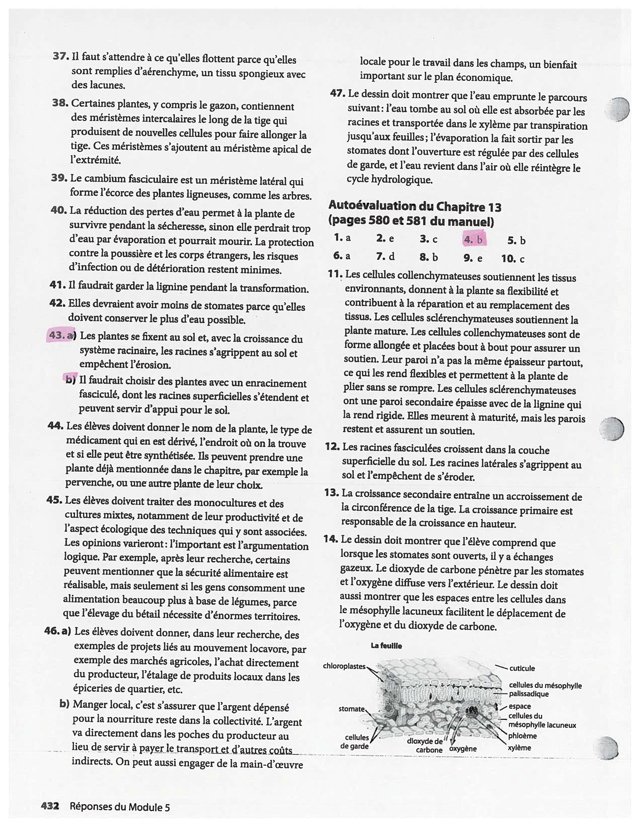 37. Il faut s'attendre à ce qu'elles flottent parce qu'elles
sont remplies d'aérenchyme, un tissu spongieux avec
des lacunes.
38. Certaines plantes, y compris le gazon, contiennent
des méristèmes intercalaires le long de la tige qui
produisent de nouvelles cellules pour faire allonger la
tige. Ces méristèmes s'ajoutent au méristème apical de
l'extrémité.
39. Le cambium fasciculaire est un méristème latéral qui
forme l'écorce des plantes ligneuses, comme les arbres.
40. La réduction des pertes d'eau permet à la plante de
survivre pendant la sécheresse, sinon elle perdrait trop
d'eau par évaporation et pourrait mourir. La protection
contre la poussière et les corps étrangers, les risques
d'infection ou de détérioration restent minimes.
41. Il faudrait garder la lignine pendant la transformation.
42. Elles devraient avoir moins de stomates parce qu'elles
doivent conserver le plus d'eau possible.
43. a) Les plantes se fixent au sol et, avec la croissance du
système racinaire, les racines s'agrippent au sol et
empêchent l'érosion.
b) Il faudrait choisir des plantes avec un enracinement
fasciculé, dont les racines superficielles s'étendent et
peuvent servir d'appui pour le sol.
44. Les élèves doivent donner le nom de la plante, le type de
médicament qui en est dérivé, l'endroit où on la trouve
et si elle peut être synthétisée. Ils peuvent prendre une
plante déjà mentionnée dans le chapitre, par exemple la
pervenche, ou une autre plante de leur choix.
45. Les élèves doivent traiter des monocultures et des
cultures mixtes, notamment de leur productivité et de
l'aspect écologique des techniques qui y sont associées.
Les opinions varieront : l'important est l'argumentation
logique. Par exemple, après leur recherche, certains
peuvent mentionner que la sécurité alimentaire est
réalisable, mais seulement si les gens consomment une
alimentation beaucoup plus à base de légumes, parce
que l'élevage du bétail nécessite d'énormes territoires.
46. a) Les élèves doivent donner, dans leur recherche, des
exemples de projets liés au mouvement locavore, par
exemple des marchés agricoles, l'achat directement
du producteur, l'étalage de produits locaux dans les
épiceries de quartier, etc.
b) Manger local, c'est s'assurer que l'argent dépensé
pour la nourriture reste dans la collectivité. L'argent
va directement dans les poches du producteur au
lieu de servir à payer le transport et d'autres coûts
indirects. On peut aussi engager de la main-d'œuvre
locale pour le travail dans les champs, un bienfait
important sur le plan économique.
47. Le dessin doit montrer que l'eau emprunte le parcours
suivant : l'eau tombe au sol où elle est absorbée par les
racines et transportée dans le xylème par transpiration
jusqu'aux feuilles ; l'évaporation la fait sortir par les
stomates dont l'ouverture est régulée par des cellules
de garde, et l'eau revient dans l'air où elle réintègre le
cycle hydrologique.
Autoévaluation du Chapitre 13
(pages 580 et 581 du manuel)
1. a 2. e 3. c 4. b 5. b
6. a 7. d 8. b 9. e 10. c
11. Les cellules collenchymateuses soutiennent les tissus
environnants, donnent à la plante sa flexibilité et
contribuent à la réparation et au remplacement des
tissus. Les cellules sclérenchymateuses soutiennent la
plante mature. Les cellules collenchymateuses sont de
forme allongée et placées bout à bout pour assurer un
soutien. Leur paroi n'a pas la même épaisseur partout,
ce qui les rend flexibles et permettent à la plante de
plier sans se rompre. Les cellules sclérenchymateuses
ont une paroi secondaire épaisse avec de la lignine qui
la rend rigide. Elles meurent à maturité, mais les parois
restent et assurent un soutien.
12. Les racines fasciculées croissent dans la couche
superficielle du sol. Les racines latérales s'agrippent au
sol et l'empêchent de s'éroder.
13. La croissance secondaire entraîne un accroissement de
la circonférence de la tige. La croissance primaire est
responsable de la croissance en hauteur.
14. Le dessin doit montrer que l'élève comprend que
lorsque les stomates sont ouverts, il y a échanges
gazeux. Le dioxyde de carbone pénètre par les stomates
et l'oxygène diffuse vers l'extérieur. Le dessin doit
aussi montrer que les espaces entre les cellules dans
le mésophylle lacuneux facilitent le déplacement de
l'oxygène et du dioxyde de carbone.
La feuille
chloroplastes
stomate
cellules
de garde
dioxyde de
carbone
oxygène
cuticule
cellules du mésophylle
palissadique
espace
cellules du
mésophylle lacuneux
phloème
xylème
432 Réponses du Module 5